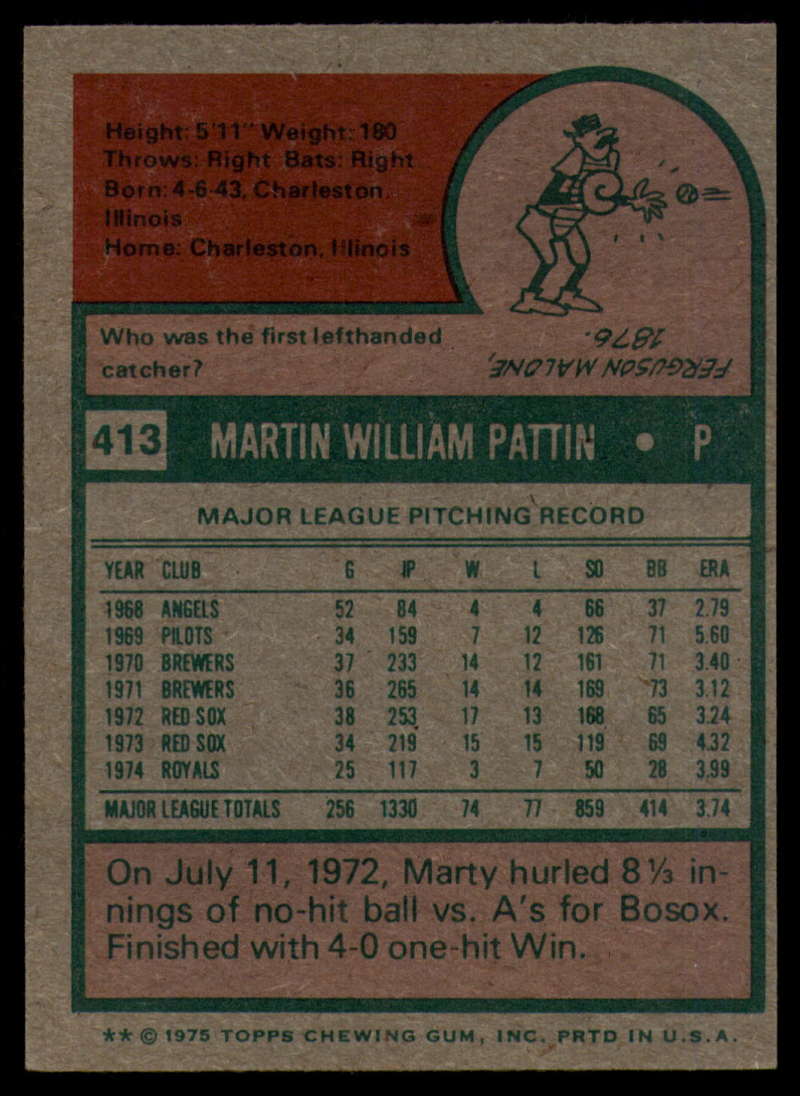 Height: 5'11" Weight: 180
Throws: Right Bats: Right
Born: 4-6-43, Charleston,
Illinois
Home: Charleston, Illinois
Who was the first lefthanded
catcher?
FERGUSON MALONE,
1876.
413 MARTIN WILLIAM PATTIN • P
MAJOR LEAGUE PITCHING RECORD
YEAR CLUB G IP W L SO BB ERA
1968 ANGELS 52 84 4 4 66 37 2.79
1969 PILOTS 34 159 7 12 126 71 5.60
1970 BREWERS 37 233 14 12 161 71 3.40
1971 BREWERS 36 265 14 14 169 73 3.12
1972 RED SOX 38 253 17 13 168 65 3.24
1973 RED SOX 34 219 15 15 119 69 4.32
1974 ROYALS 25 117 3 7 50 28 3.99
MAJOR LEAGUE TOTALS 256 1330 74 77 859 414 3.74
On July 11, 1972, Marty hurled 8 ⅓ in-
nings of no-hit ball vs. A's for Bosox.
Finished with 4-0 one-hit Win.
** © 1975 TOPPS CHEWING GUM, INC. PRTD IN U.S.A.